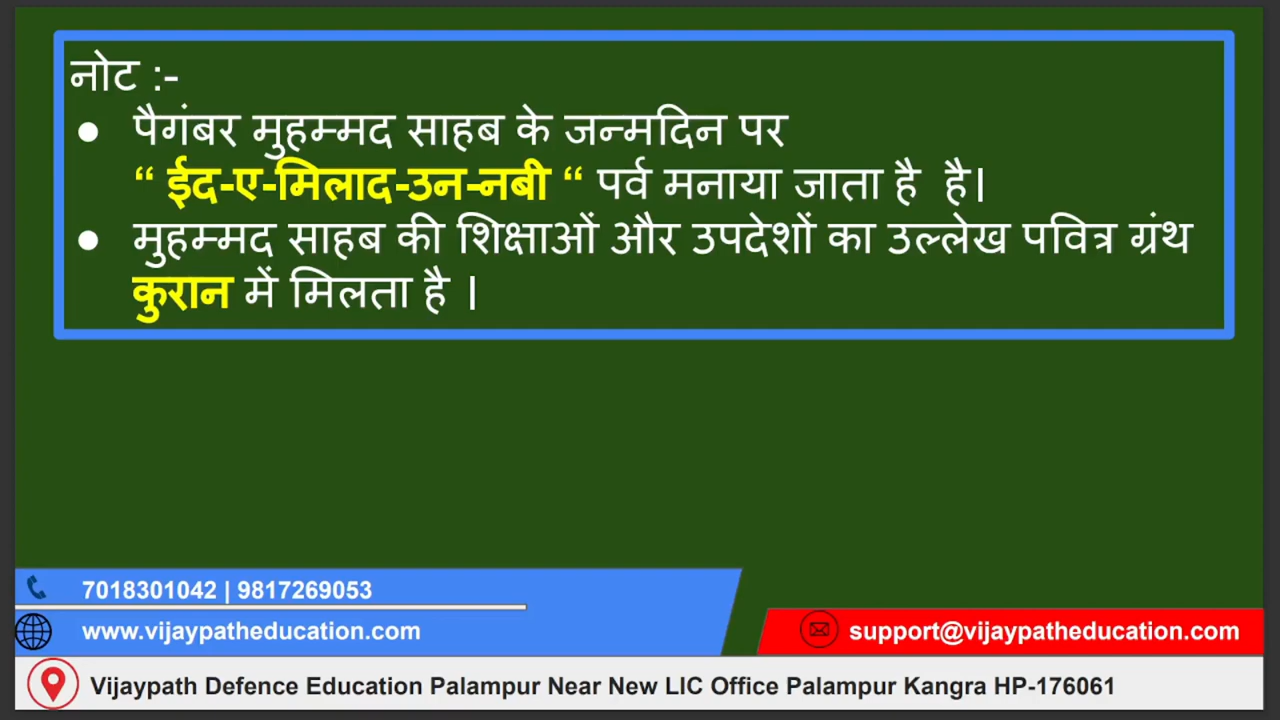 नोट :-
● पैगंबर मुहम्मद साहब के जन्मदिन पर
“ ईद-ए-मिलाद-उन-नबी “ पर्व मनाया जाता है  है।
● मुहम्मद साहब की शिक्षाओं और उपदेशों का उल्लेख पवित्र ग्रंथ
कुरान में मिलता है ।
7018301042 | 9817269053
www.vijaypatheducation.com
support@vijaypatheducation.com
Vijaypath Defence Education Palampur Near New LIC Office Palampur Kangra HP-176061